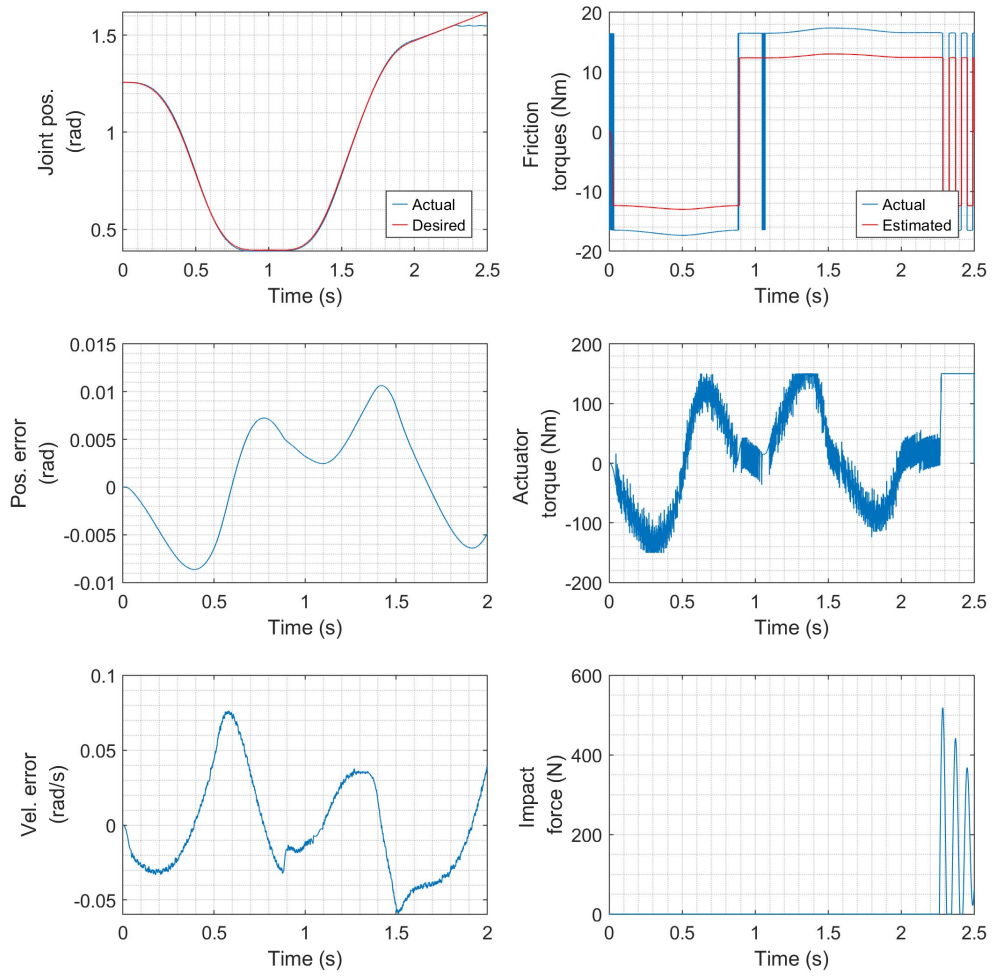 Joint pos.
(rad)
1.5
1
0.5
0
0.5
1
1.5
2
2.5
Time (s)
Actual
Desired
Friction
torques (Nm)
20
10
0
-10
-20
0
0.5
1
1.5
2
2.5
Time (s)
Actual
Estimated
Pos. error
(rad)
0.015
0.01
0.005
0
-0.005
-0.01
0
0.5
1
1.5
2
Time (s)
Actuator
torque (Nm)
200
100
0
-100
-200
0
0.5
1
1.5
2
2.5
Time (s)
Vel. error
(rad/s)
0.1
0.05
0
-0.05
0
0.5
1
1.5
2
Time (s)
Impact
force (N)
600
400
200
0
0
0.5
1
1.5
2
2.5
Time (s)